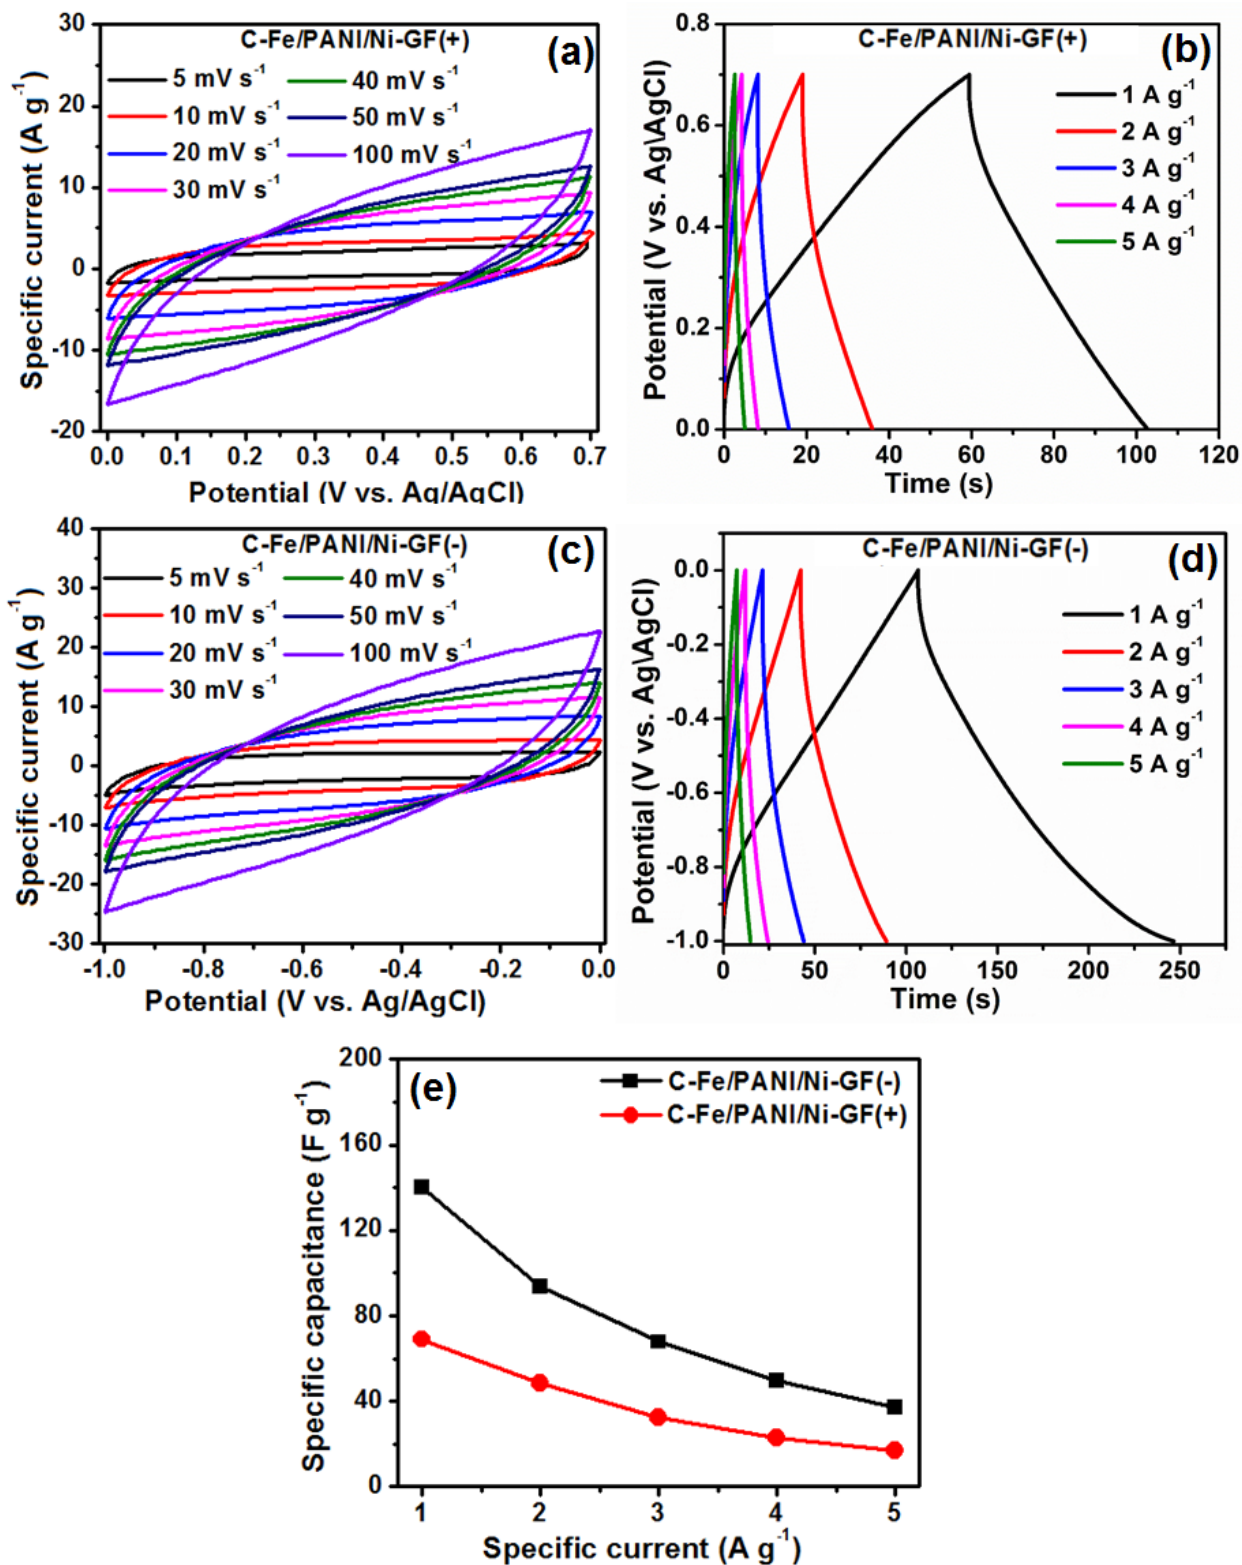 (a)
C-Fe/PANI/Ni-GF(+)
5 mV s⁻¹
10 mV s⁻¹
20 mV s⁻¹
30 mV s⁻¹
40 mV s⁻¹
50 mV s⁻¹
100 mV s⁻¹
Specific current (A g⁻¹)
30
20
10
0
-10
-20
0.0 0.1 0.2 0.3 0.4 0.5 0.6 0.7
Potential (V vs. Ag/AgCl)
(b)
C-Fe/PANI/Ni-GF(+)
1 A g⁻¹
2 A g⁻¹
3 A g⁻¹
4 A g⁻¹
5 A g⁻¹
Potential (V vs. Ag\AgCl)
0.8
0.6
0.4
0.2
0.0
0 20 40 60 80 100 120
Time (s)
(c)
C-Fe/PANI/Ni-GF(-)
5 mV s⁻¹
10 mV s⁻¹
20 mV s⁻¹
30 mV s⁻¹
40 mV s⁻¹
50 mV s⁻¹
100 mV s⁻¹
Specific current (A g⁻¹)
40
30
20
10
0
-10
-20
-30
-1.0 -0.8 -0.6 -0.4 -0.2 0.0
Potential (V vs. Ag/AgCl)
(d)
C-Fe/PANI/Ni-GF(-)
1 A g⁻¹
2 A g⁻¹
3 A g⁻¹
4 A g⁻¹
5 A g⁻¹
Potential (V vs. Ag\AgCl)
0.0
-0.2
-0.4
-0.6
-0.8
-1.0
0 50 100 150 200 250
Time (s)
(e)
C-Fe/PANI/Ni-GF(-)
C-Fe/PANI/Ni-GF(+)
Specific capacitance (F g⁻¹)
200
160
120
80
40
0
1 2 3 4 5
Specific current (A g⁻¹)